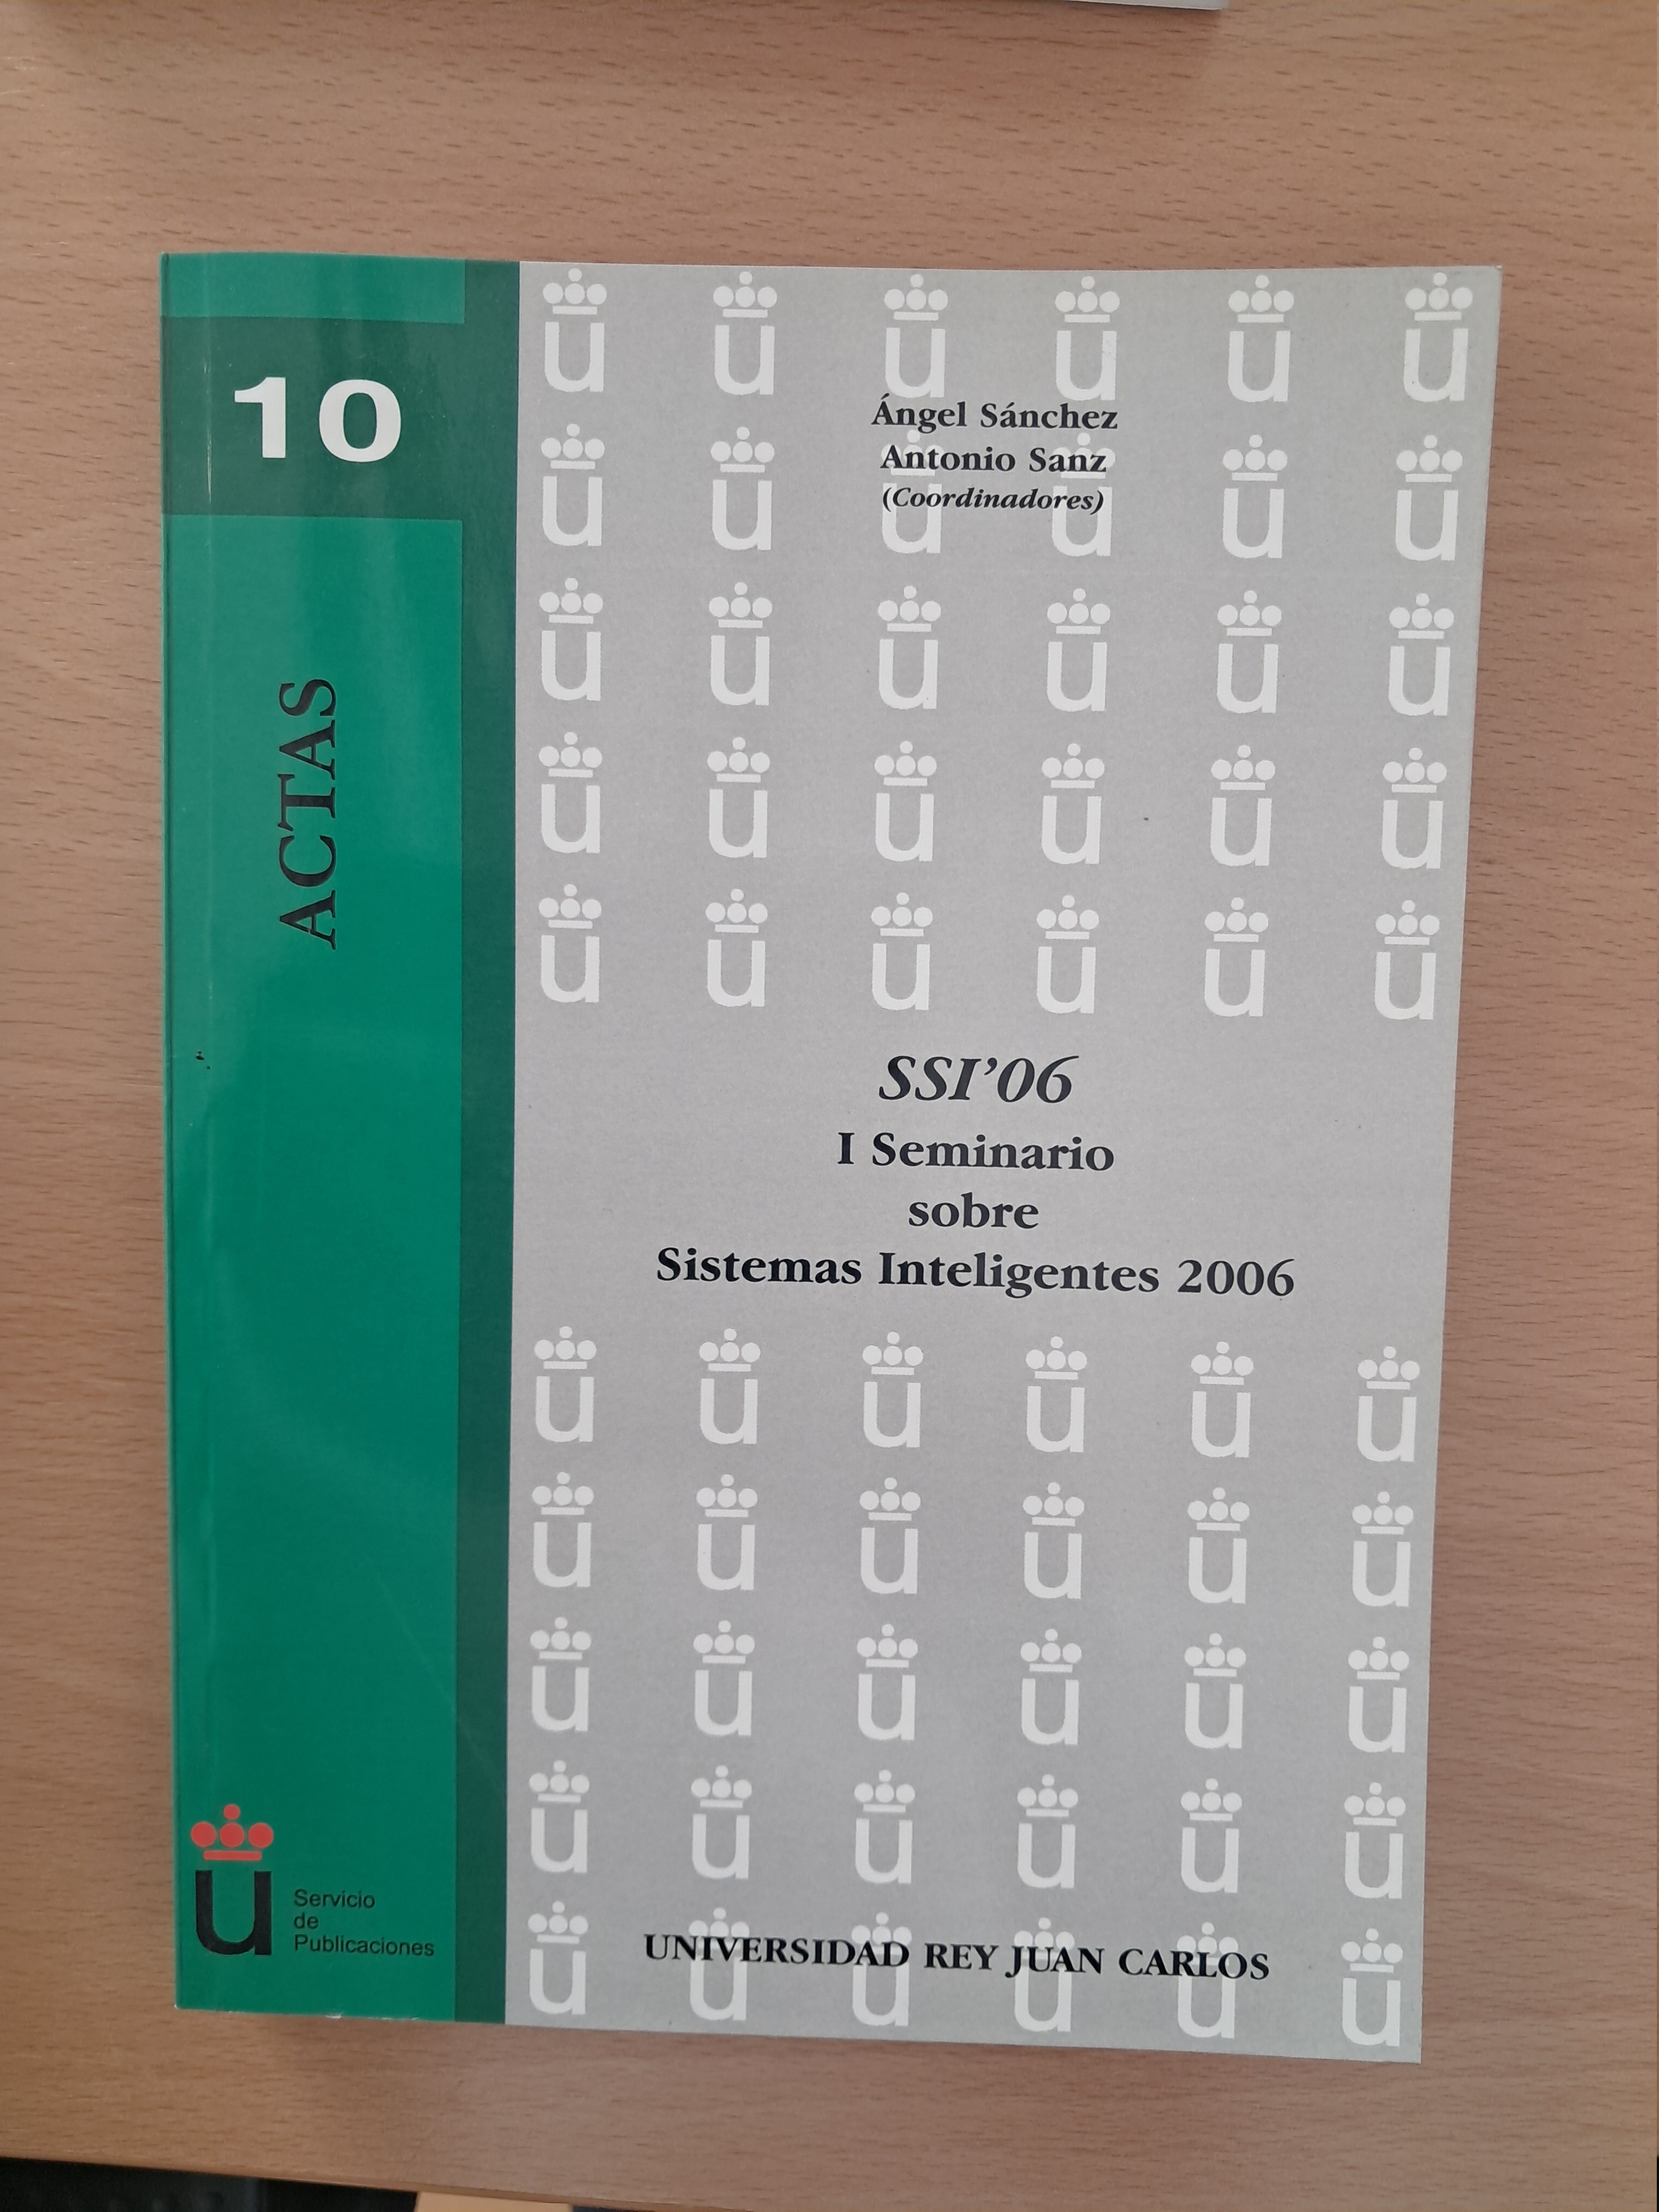 10
ACTAS
Servicio
de
Publicaciones
Ángel Sánchez
Antonio Sanz
(Coordinadores)
SSI’06
I Seminario
sobre
Sistemas Inteligentes 2006
UNIVERSIDAD REY JUAN CARLOS